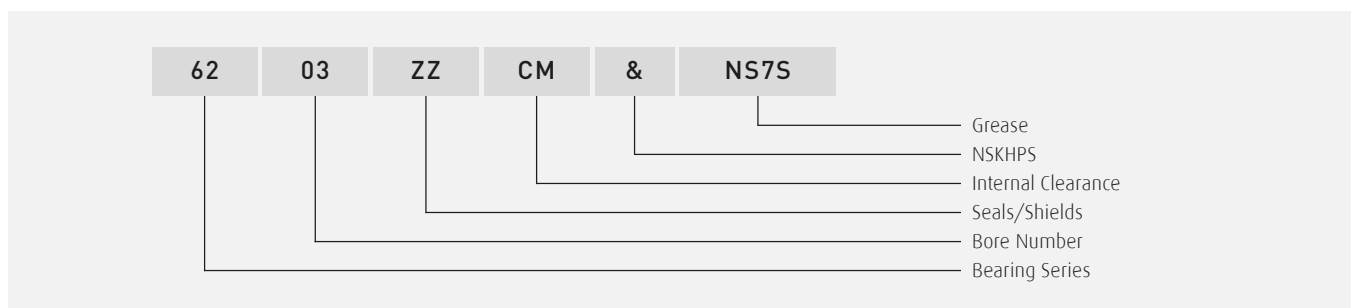 62 03 ZZ CM & NS7S
Grease
NSKHPS
Internal Clearance
Seals/Shields
Bore Number
Bearing Series